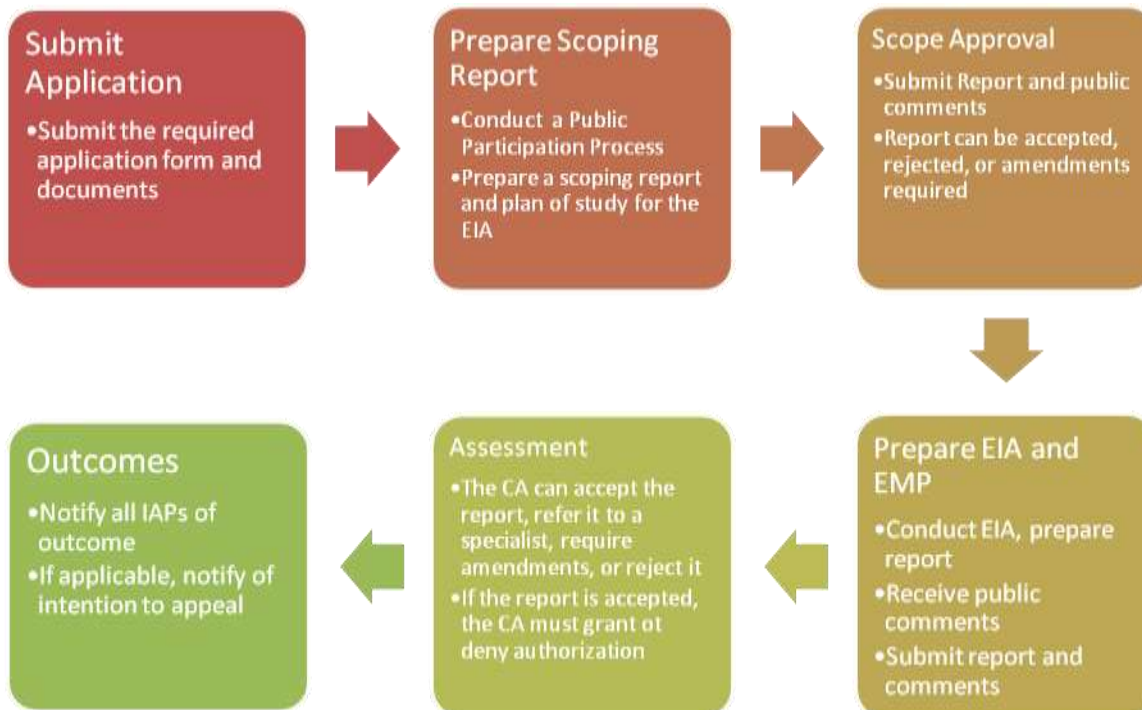 Submit
Application
•Submit the required
application form and
documents
Prepare Scoping
Report
•Conduct a Public
Participation Process
•Prepare a scoping report
and plan of study for the
EIA
Scope Approval
•Submit Report and public
comments
•Report can be accepted,
rejected, or amendments
required
Prepare EIA and
EMP
•Conduct EIA, prepare
report
•Receive public
comments
•Submit report and
comments
Assessment
•The CA can accept the
report, refer it to a
specialist, require
amendments, or reject it
•If the report is accepted,
the CA must grant ot
deny authorization
Outcomes
•Notify all IAPs of
outcome
•If applicable, notify of
intention to appeal